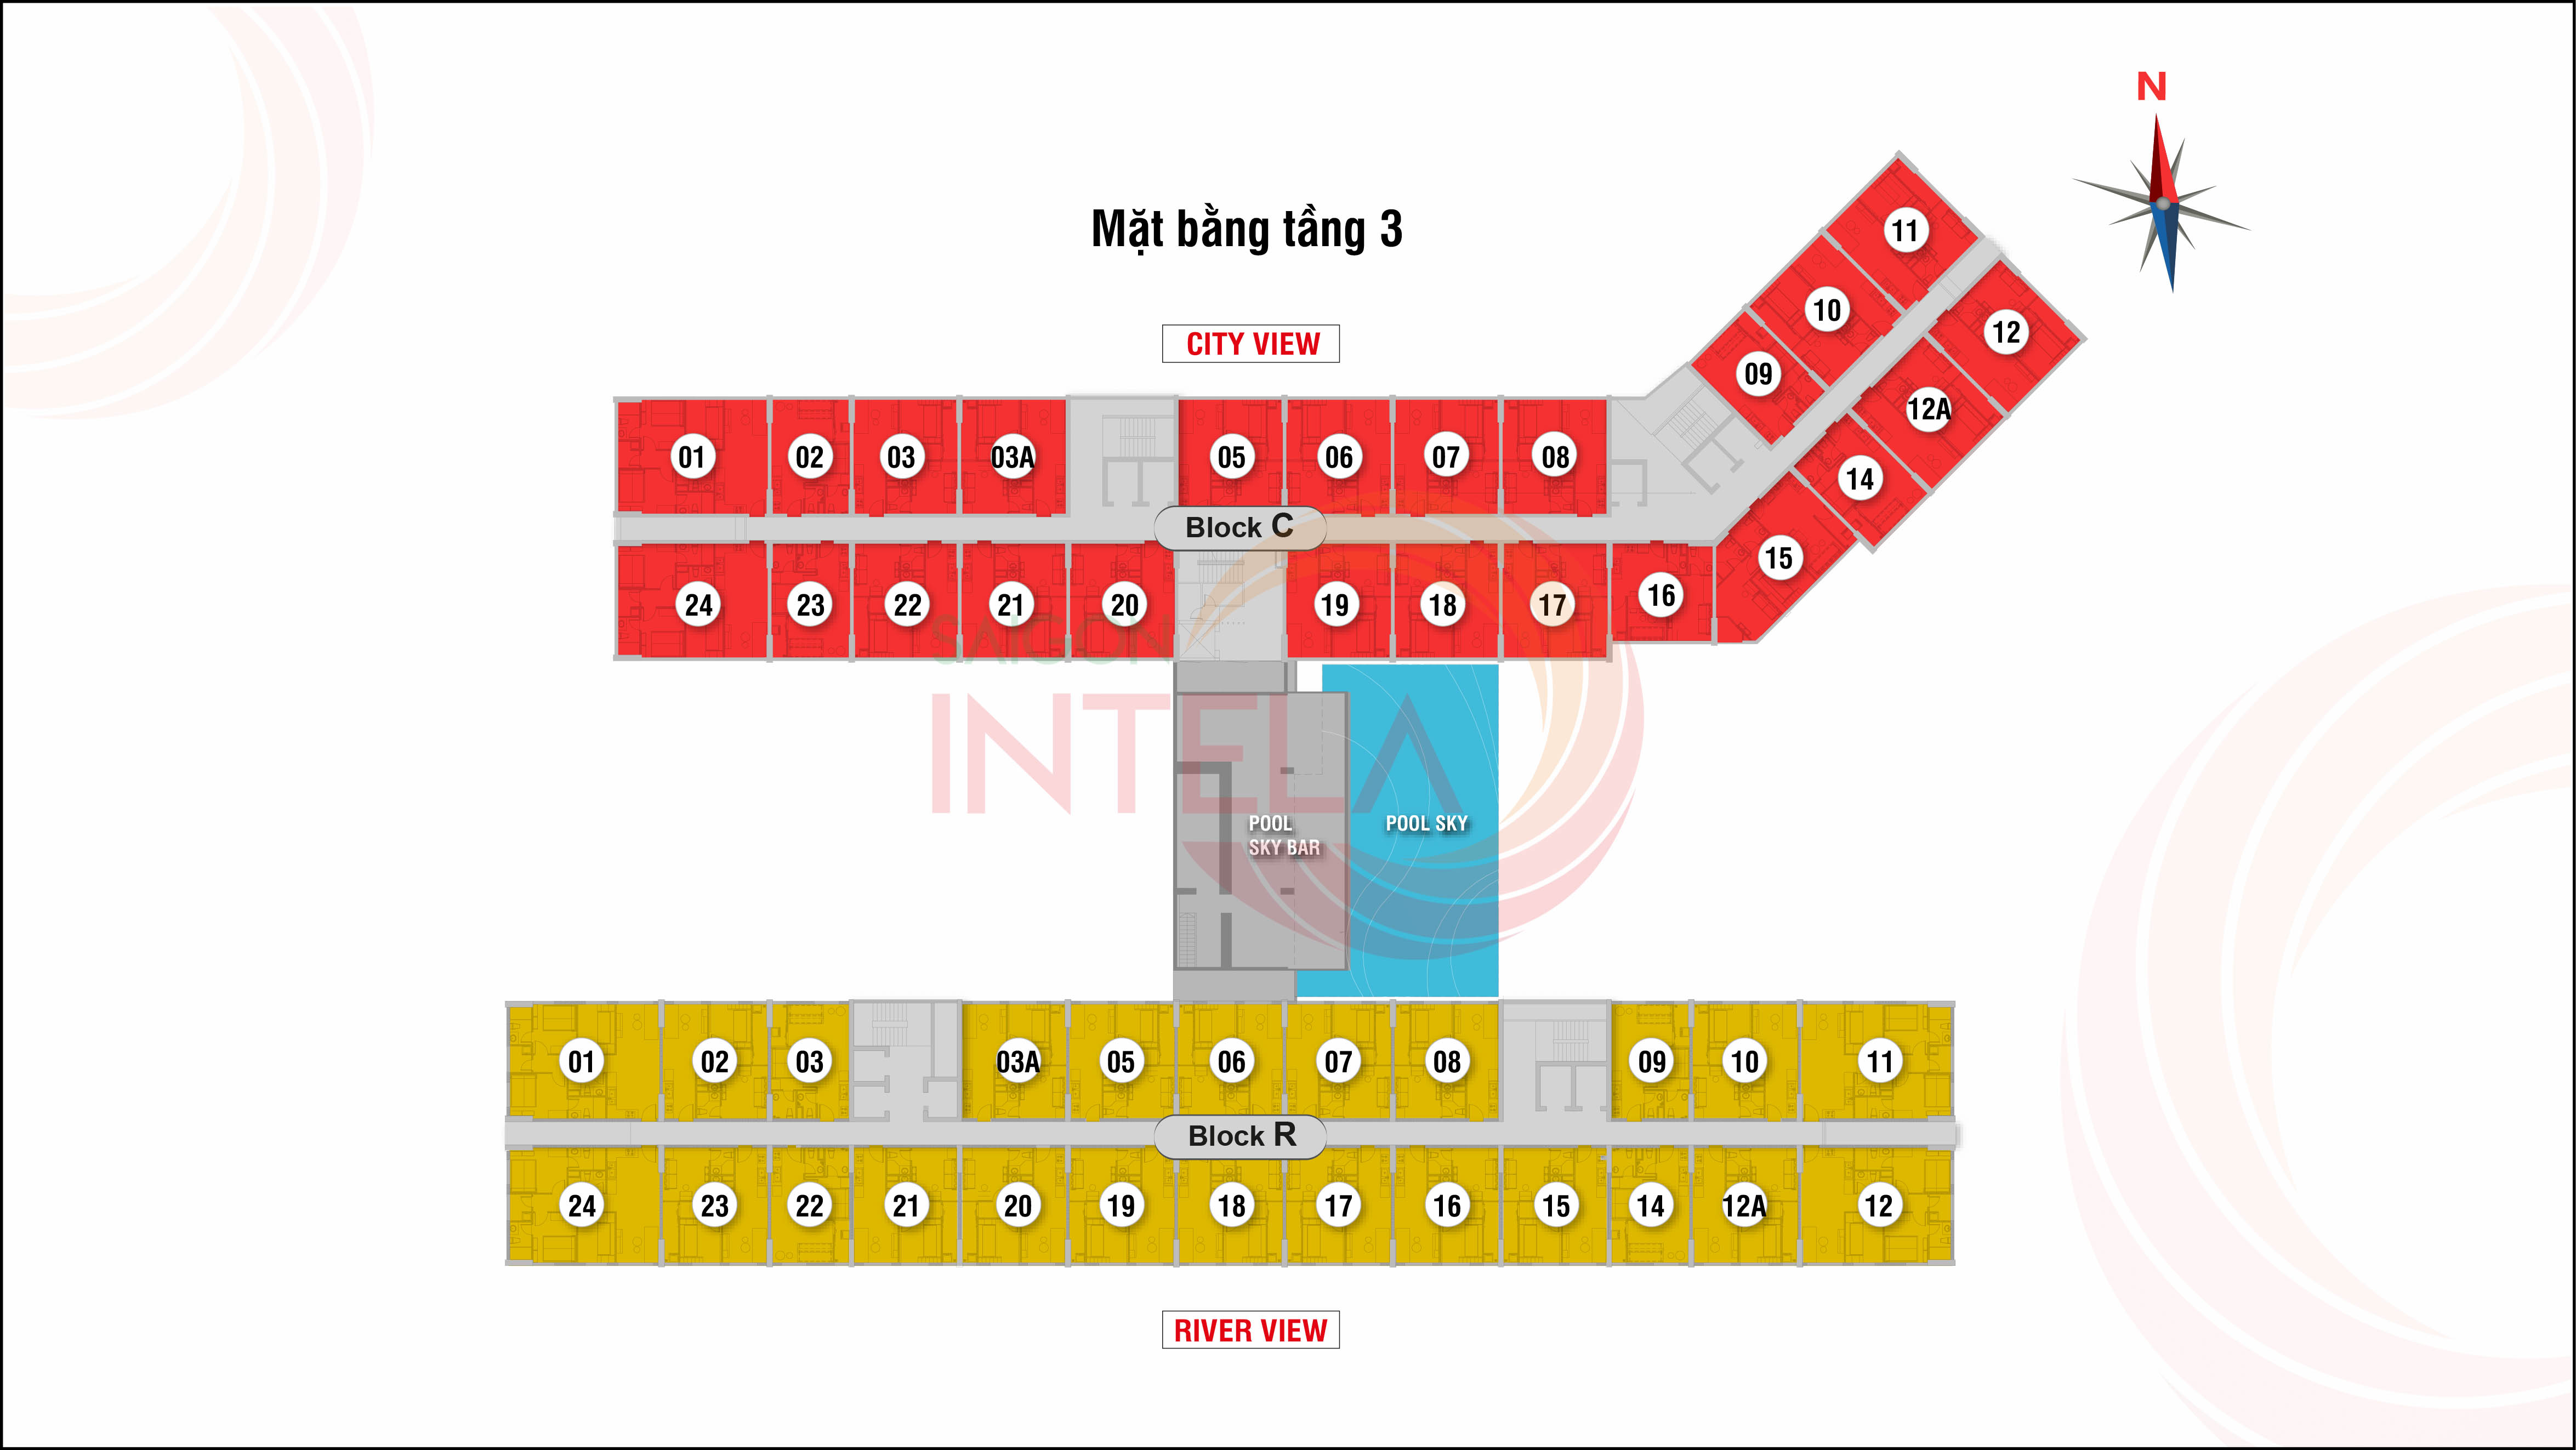 N
Mặt bằng tầng 3
CITY VIEW
11
10
12
09
12A
01 02 03 03A 05 06 07 08
14
Block C
15
24 23 22 21 20 19 18 17 16
SAIGON
INTELA
POOL
SKY BAR
POOL SKY
01 02 03 03A 05 06 07 08 09 10 11
Block R
24 23 22 21 20 19 18 17 16 15 14 12A 12
RIVER VIEW